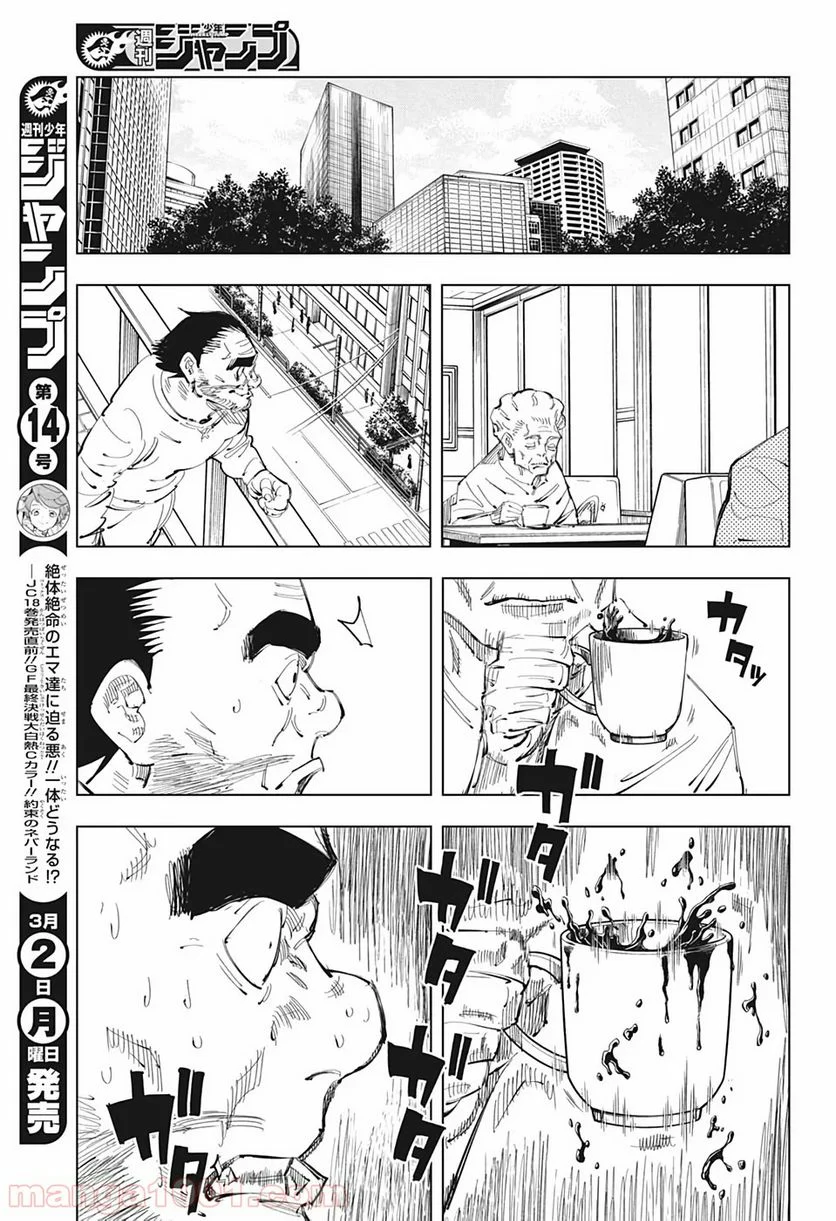 週刊少年ジャンプ
週刊少年ジャンプ
第14号
絶体絶命のエマ達に迫る悪!!一体どうなる!?
―JC18巻発売直前!!GF最終決戦大白熱Cカラー!!約束のネバーランド
3月2日月曜日発売
カタッ
ガタ
ガタ
ガタ
ガタ
manga1001.com